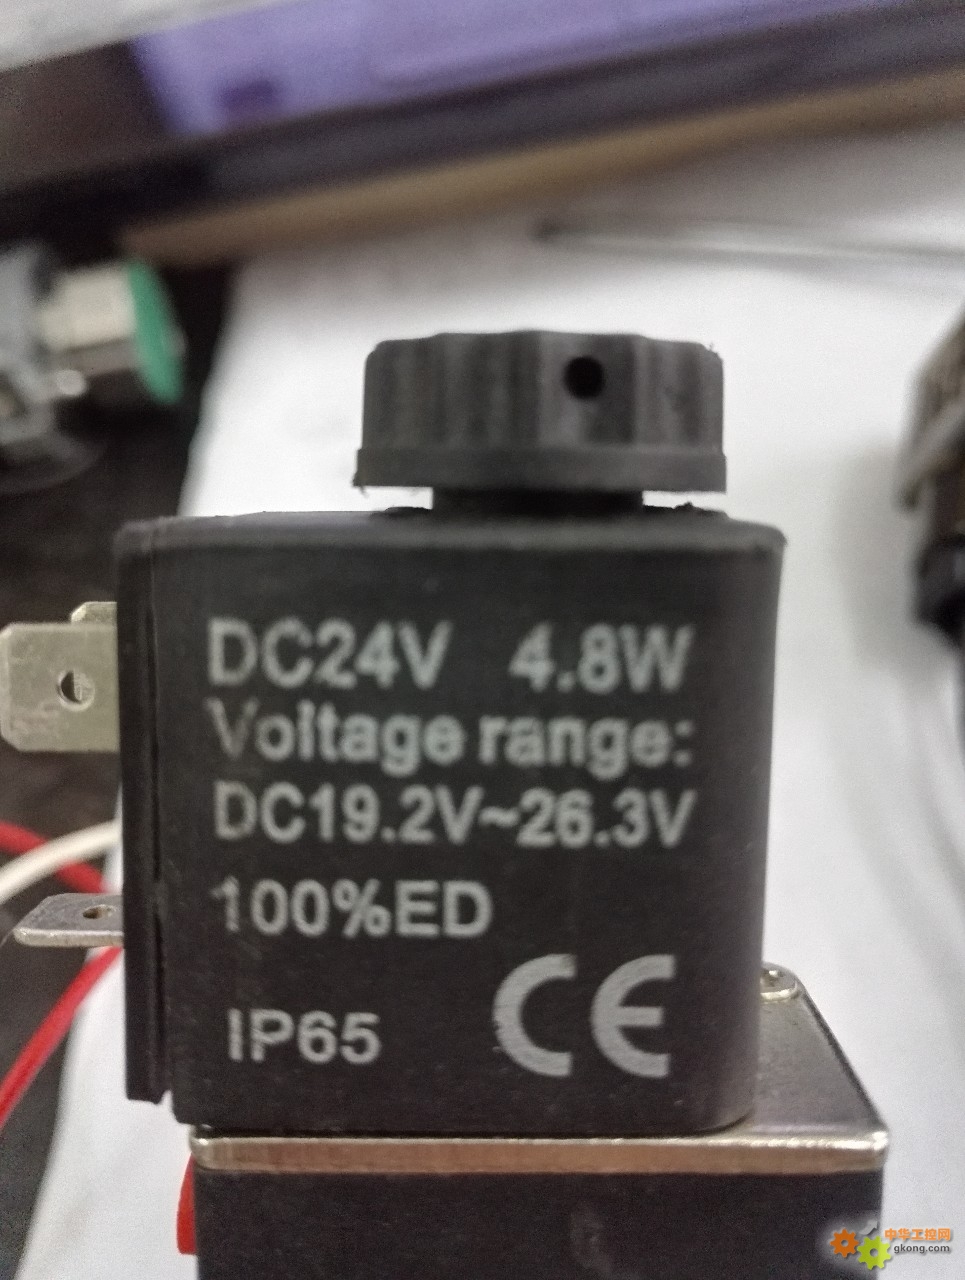 DC24V 4.8W
Voltage range:
DC19.2V~26.3V
100%ED
IP65 CE
中华工控网
gkong.com